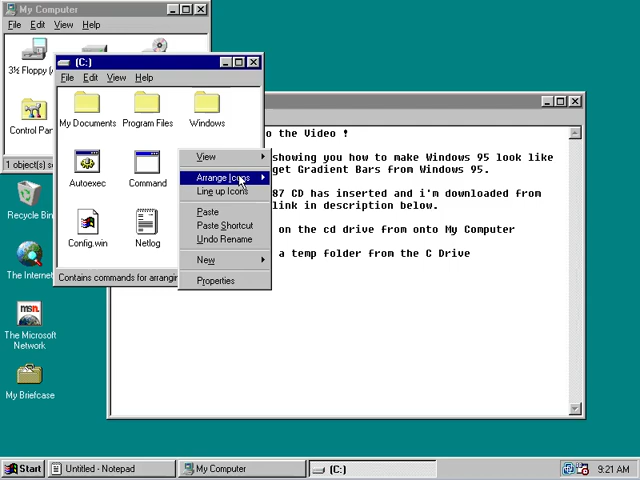 My Computer
File Edit View Help
3½ Floppy (A
Control Pan
1 object(s) se
(C:)
File Edit View Help
My Documents Program Files Windows
Autoexec Command
Config.win Netlog
Contains commands for arranging
View
Arrange Icons
Line up Icons
Paste
Paste Shortcut
Undo Rename
New
Properties
o the Video !
showing you how to make Windows 95 look like
get Gradient Bars from Windows 95.
87 CD has inserted and i'm downloaded from
link in description below.
on the cd drive from onto My Computer
a temp folder from the C Drive
Recycle Bin
The Internet
msn
The Microsoft
Network
My Briefcase
Start Untitled - Notepad My Computer (C:) 9:21 AM